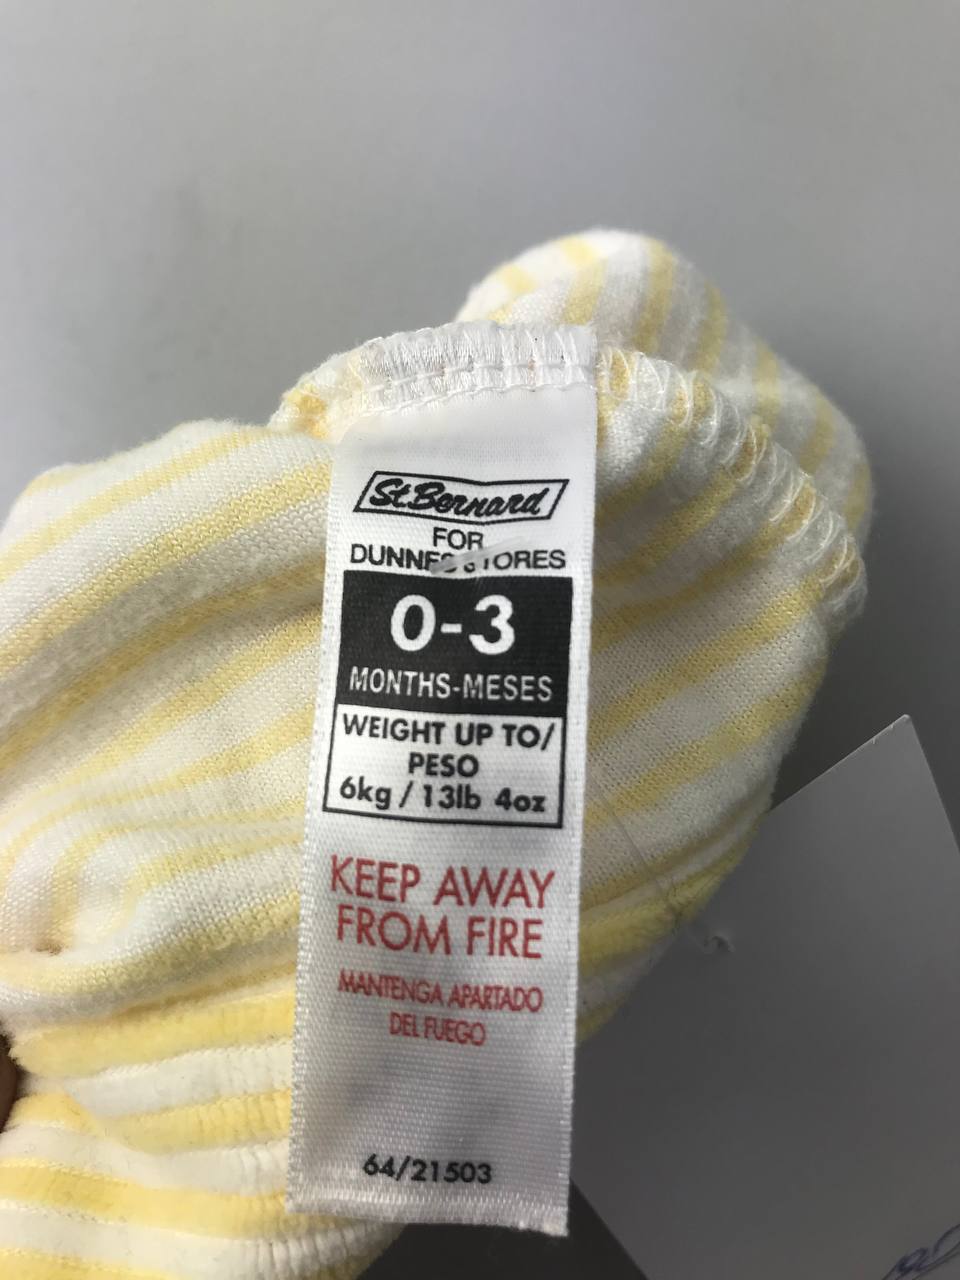 St.Bernard
FOR
DUNNES STORES
0-3
MONTHS-MESES
WEIGHT UP TO/
PESO
6kg / 13lb 4oz
KEEP AWAY
FROM FIRE
MANTENGA APARTADO
DEL FUEGO
64/21503